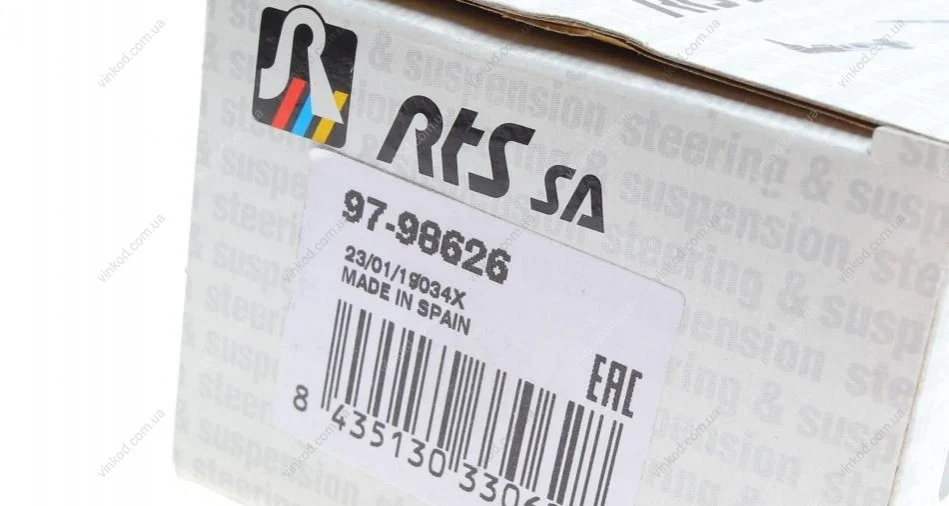 RTS SA
97-98626
23/01/19034X
MADE IN SPAIN
EAC
8 435130 3306
steering & suspension
vinkod.com.ua